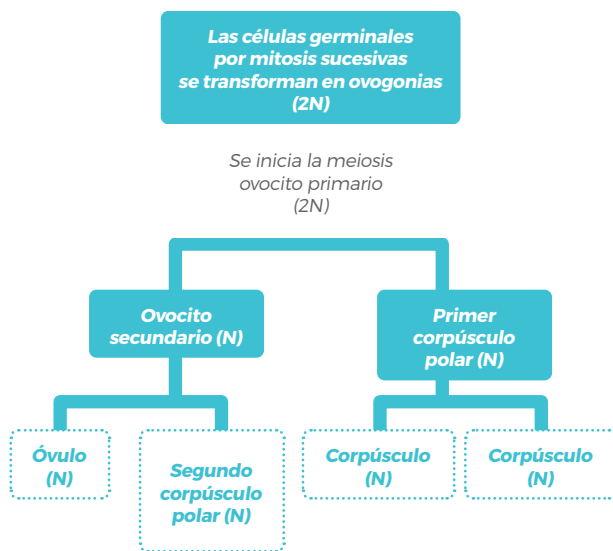 Las células germinales
por mitosis sucesivas
se transforman en ovogonias
(2N)
Se inicia la meiosis
ovocito primario
(2N)
Ovocito
secundario (N)
Primer
corpúsculo
polar (N)
Óvulo
(N)
Segundo
corpúsculo
polar (N)
Corpúsculo
(N)
Corpúsculo
(N)